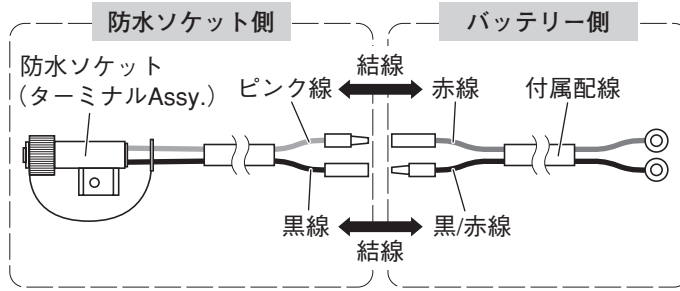 防水ソケット側
バッテリー側
防水ソケット
（ターミナルAssy.）
ピンク線
結線
赤線
付属配線
黒線
結線
黒/赤線